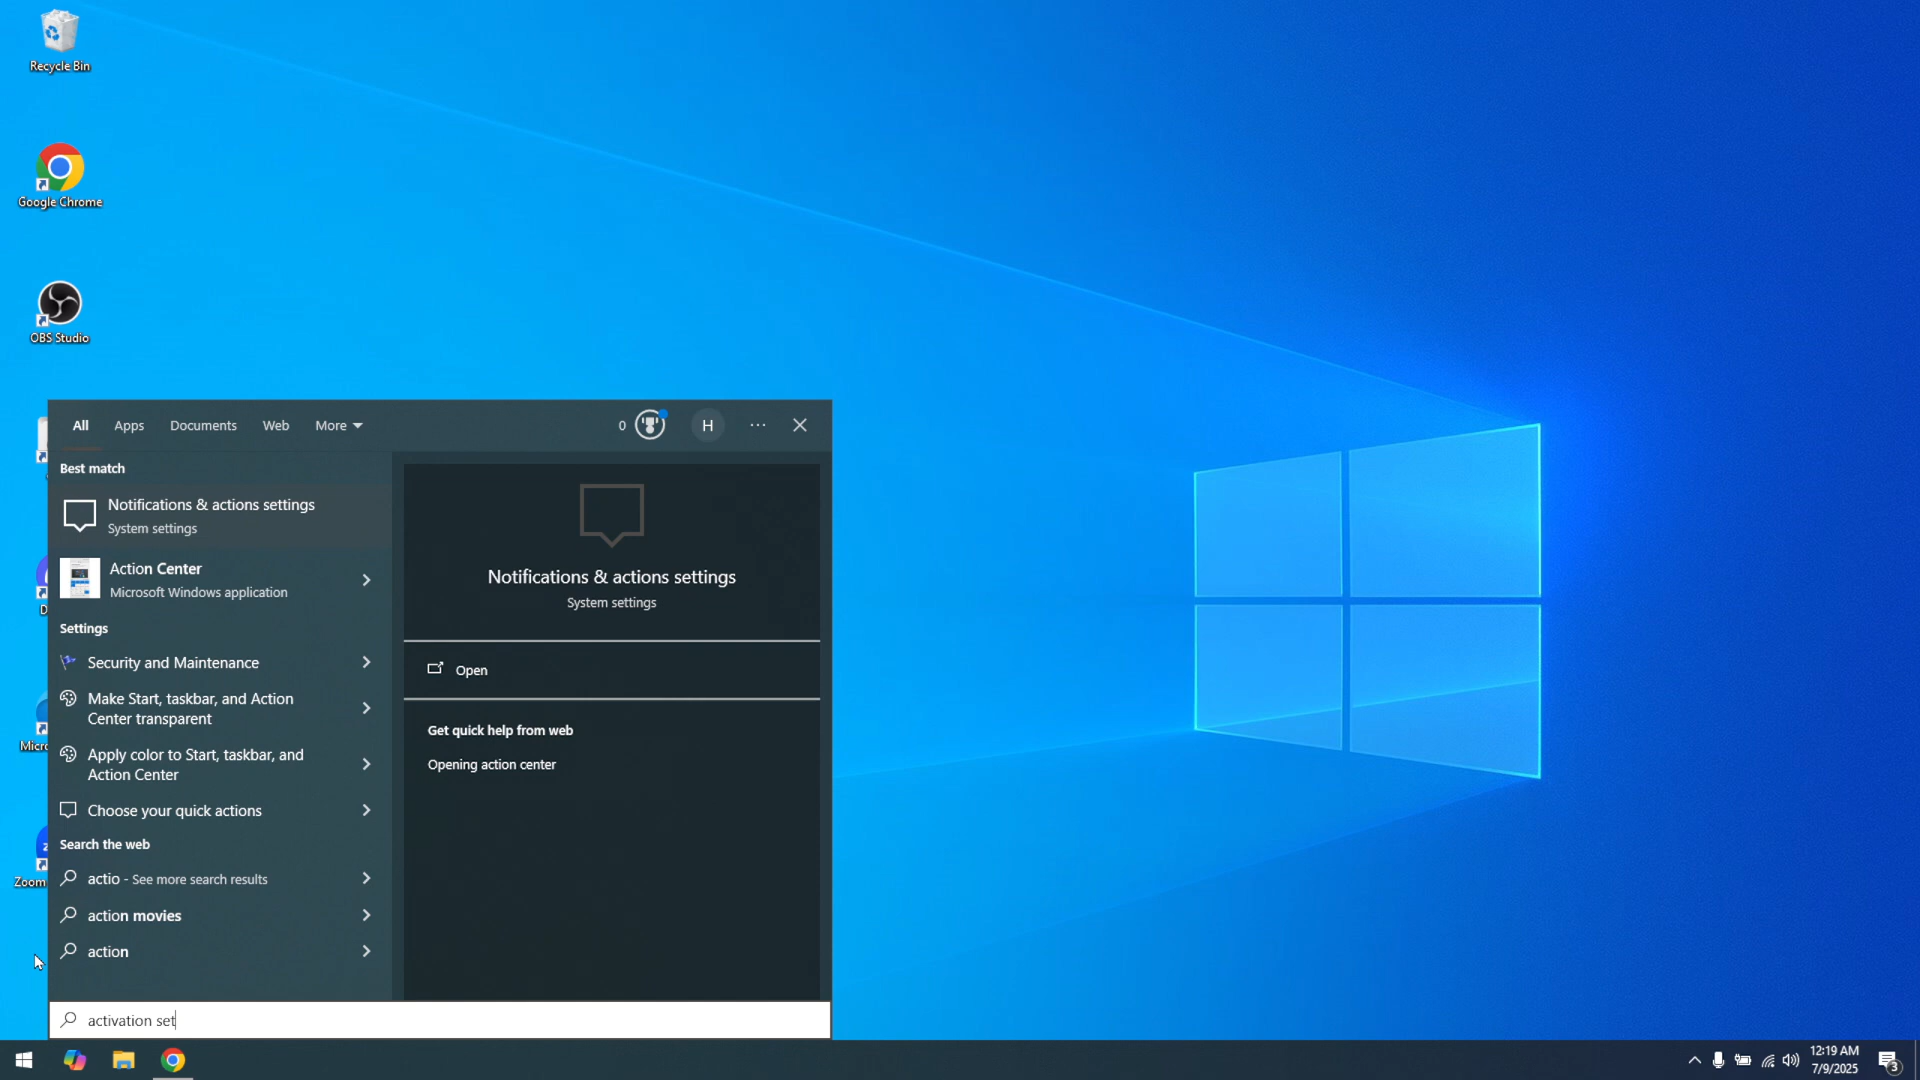 Recycle Bin
Google Chrome
OBS Studio
All Apps Documents Web More 0 H
Best match
Notifications & actions settings
System settings
Action Center
Microsoft Windows application
Settings
Security and Maintenance
Make Start, taskbar, and Action
Center transparent
Apply color to Start, taskbar, and
Action Center
Choose your quick actions
Search the web
actio - See more search results
action movies
action
Notifications & actions settings
System settings
Open
Get quick help from web
Opening action center
D
Micro
Zoom
activation set
12:19 AM
7/9/2025
3